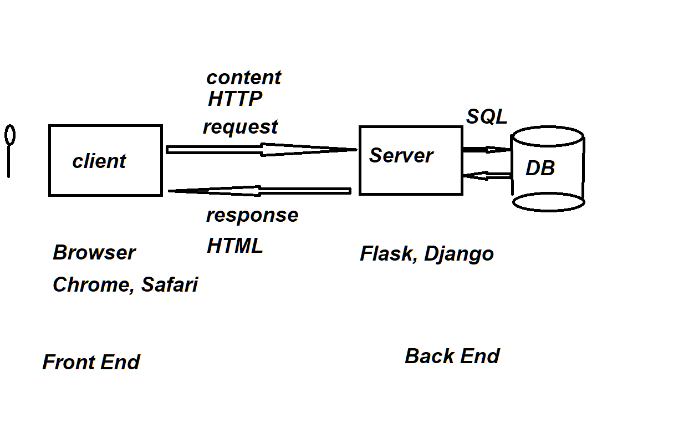 content
HTTP
request
SQL
client
Server
DB
response
HTML
Browser
Chrome, Safari
Flask, Django
Front End
Back End